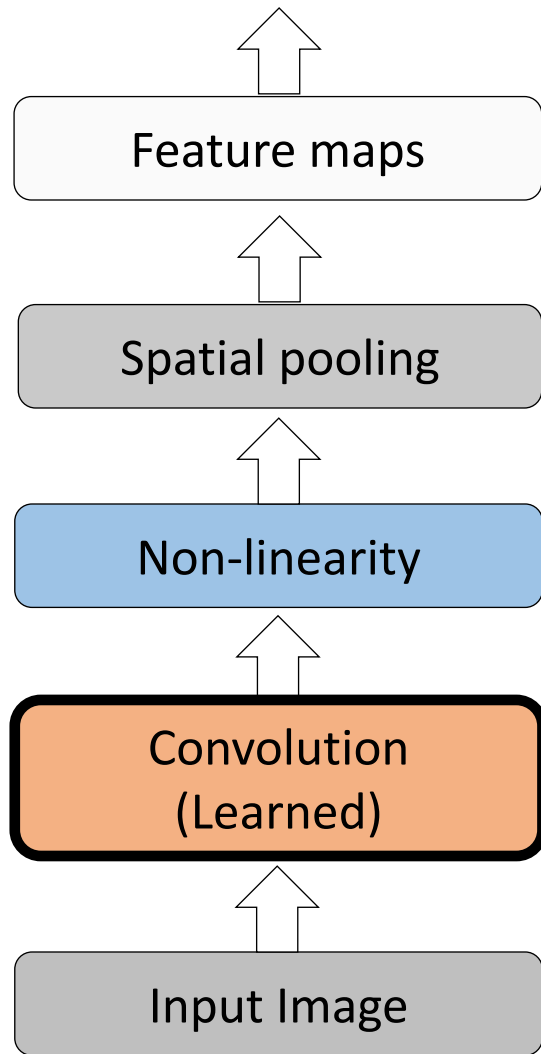 Feature maps
Spatial pooling
Non-linearity
Convolution
(Learned)
Input Image